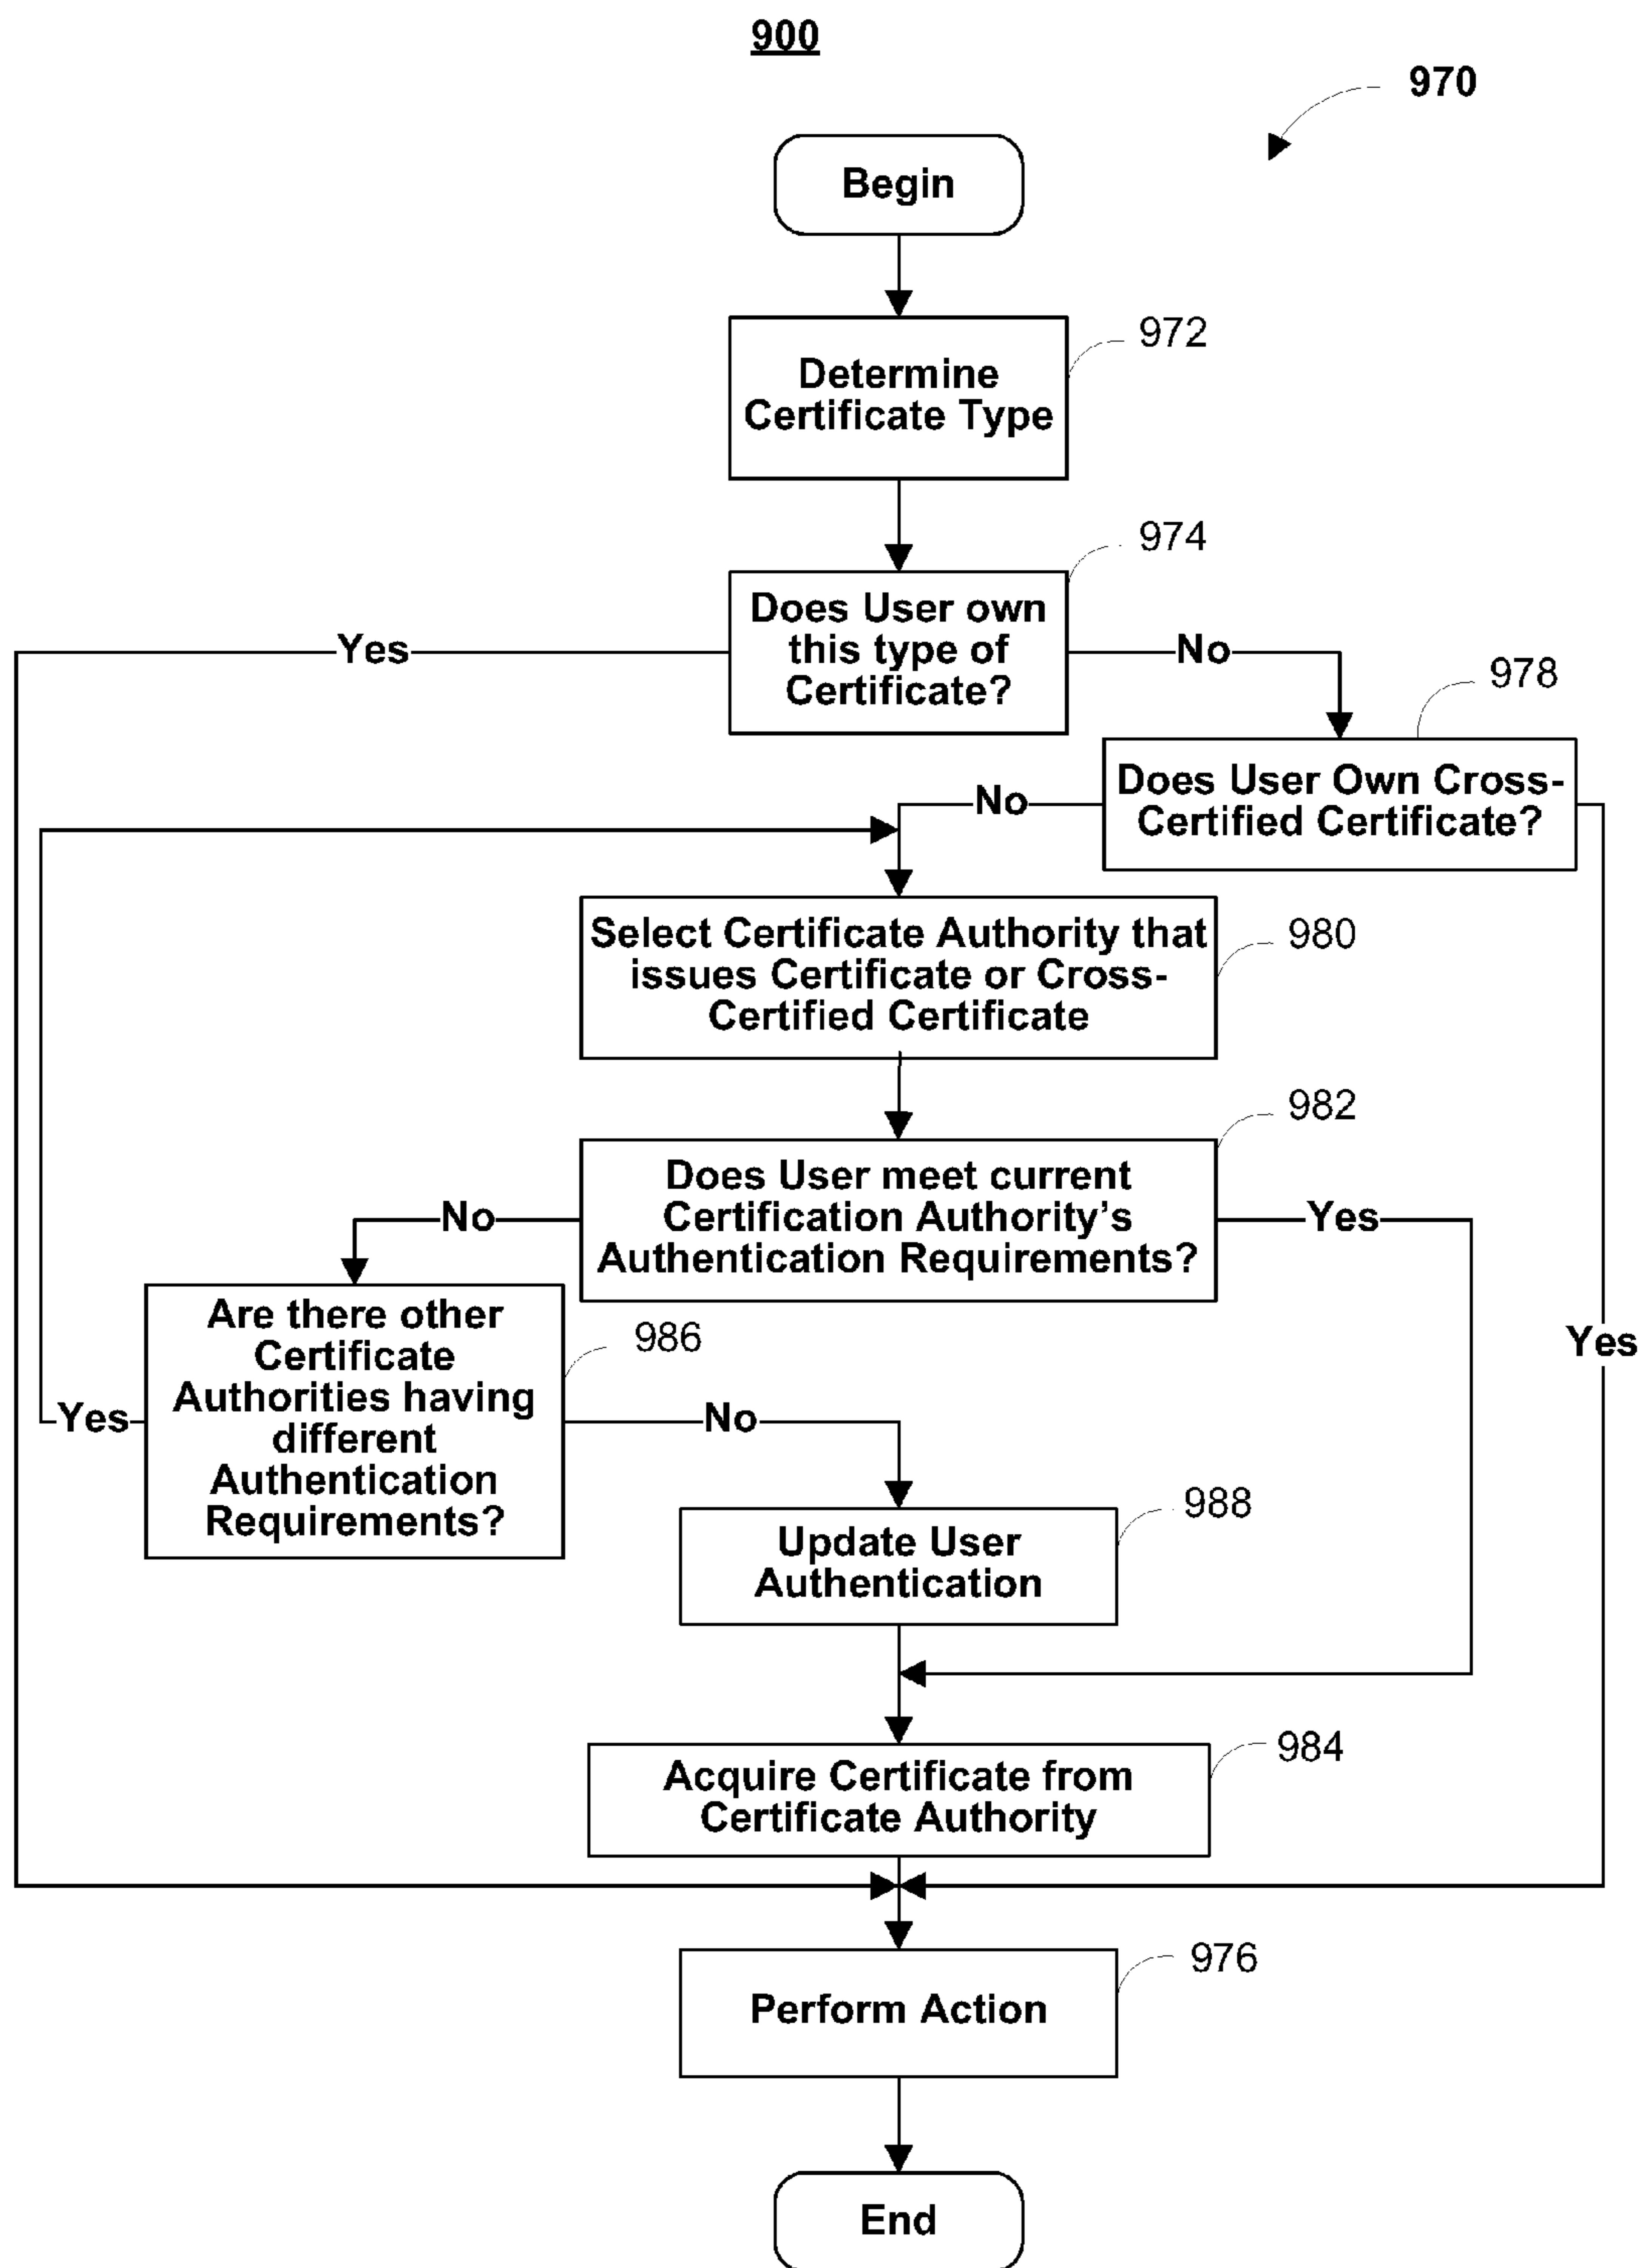 900
970
Begin
972
Determine
Certificate Type
974
Does User own
this type of
Certificate?
Yes
No
978
Does User Own Cross-
Certified Certificate?
No
Yes
980
Select Certificate Authority that
issues Certificate or Cross-
Certified Certificate
982
Does User meet current
Certification Authority’s
Authentication Requirements?
No
Yes
986
Are there other
Certificate
Authorities having
different
Authentication
Requirements?
Yes
No
988
Update User
Authentication
984
Acquire Certificate from
Certificate Authority
976
Perform Action
End